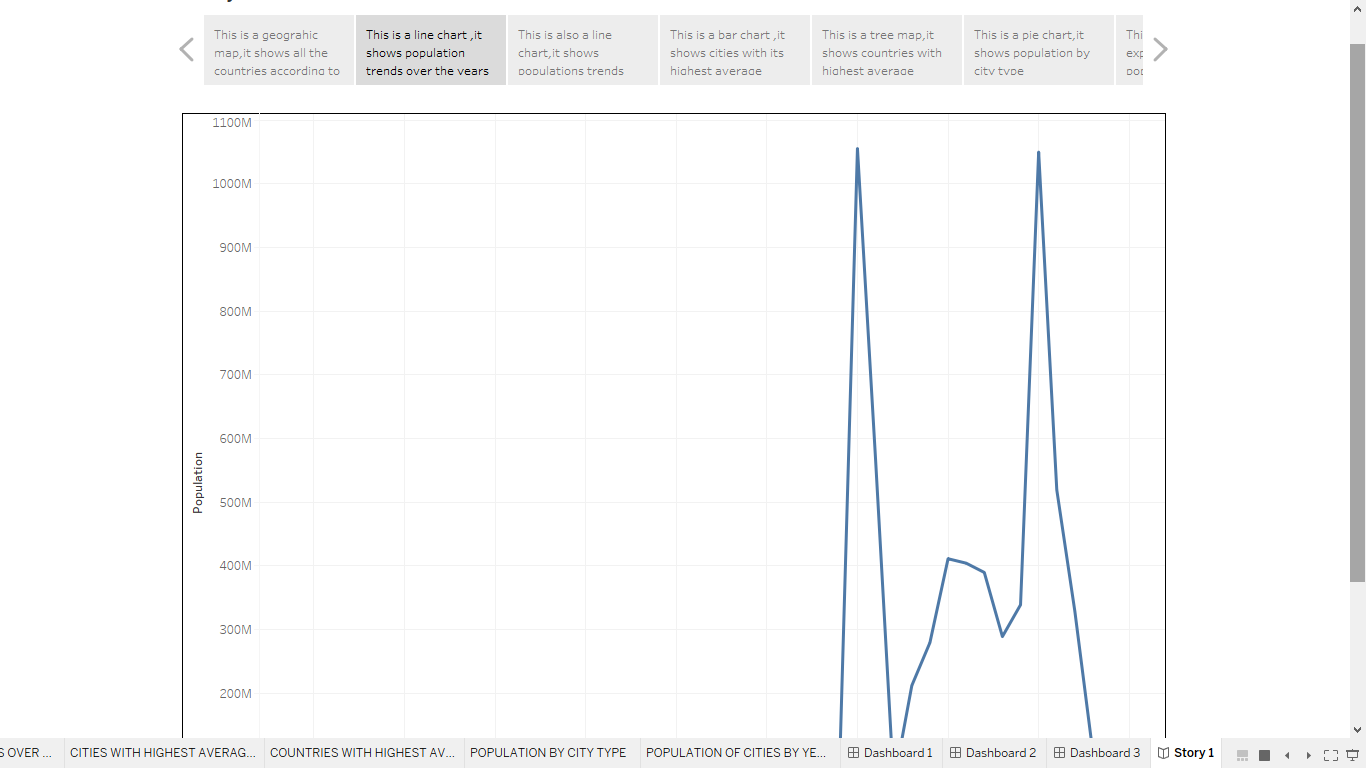 This is a geograhic
map,it shows all the
countries according to
This is a line chart ,it
shows population
trends over the years
This is also a line
chart,it shows
populations trends
This is a bar chart ,it
shows cities with its
highest average
This is a tree map,it
shows countries with
highest average
This is a pie chart,it
shows population by
city type
Thi
exp
pop
1100M
1000M
900M
800M
700M
600M
500M
400M
300M
200M
Population
S OVER ...
CITIES WITH HIGHEST AVERAG...
COUNTRIES WITH HIGHEST AV...
POPULATION BY CITY TYPE
POPULATION OF CITIES BY YE...
Dashboard 1
Dashboard 2
Dashboard 3
Story 1